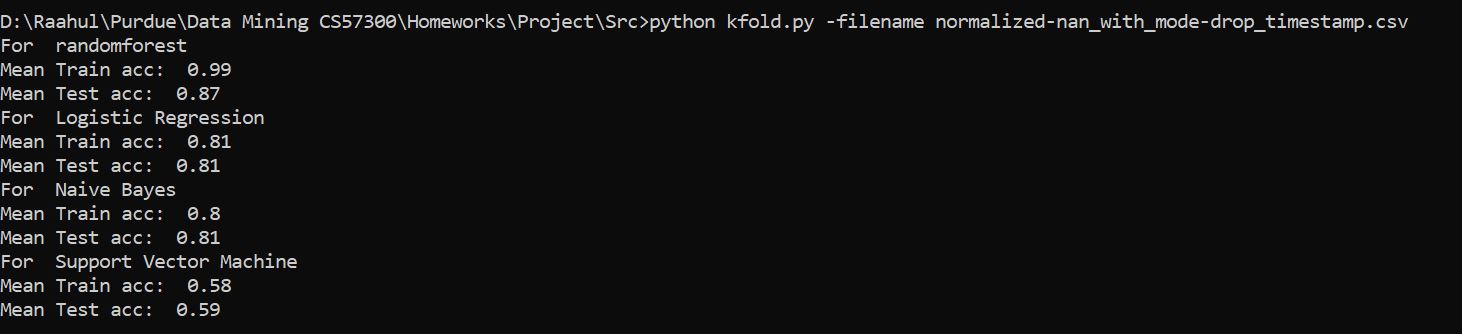 D:\Raahul\Purdue\Data Mining CS57300\Homeworks\Project\Src>python kfold.py -filename normalized-nan_with_mode-drop_timestamp.csv
For  randomforest
Mean Train acc:  0.99
Mean Test acc:  0.87
For  Logistic Regression
Mean Train acc:  0.81
Mean Test acc:  0.81
For  Naive Bayes
Mean Train acc:  0.8
Mean Test acc:  0.81
For  Support Vector Machine
Mean Train acc:  0.58
Mean Test acc:  0.59